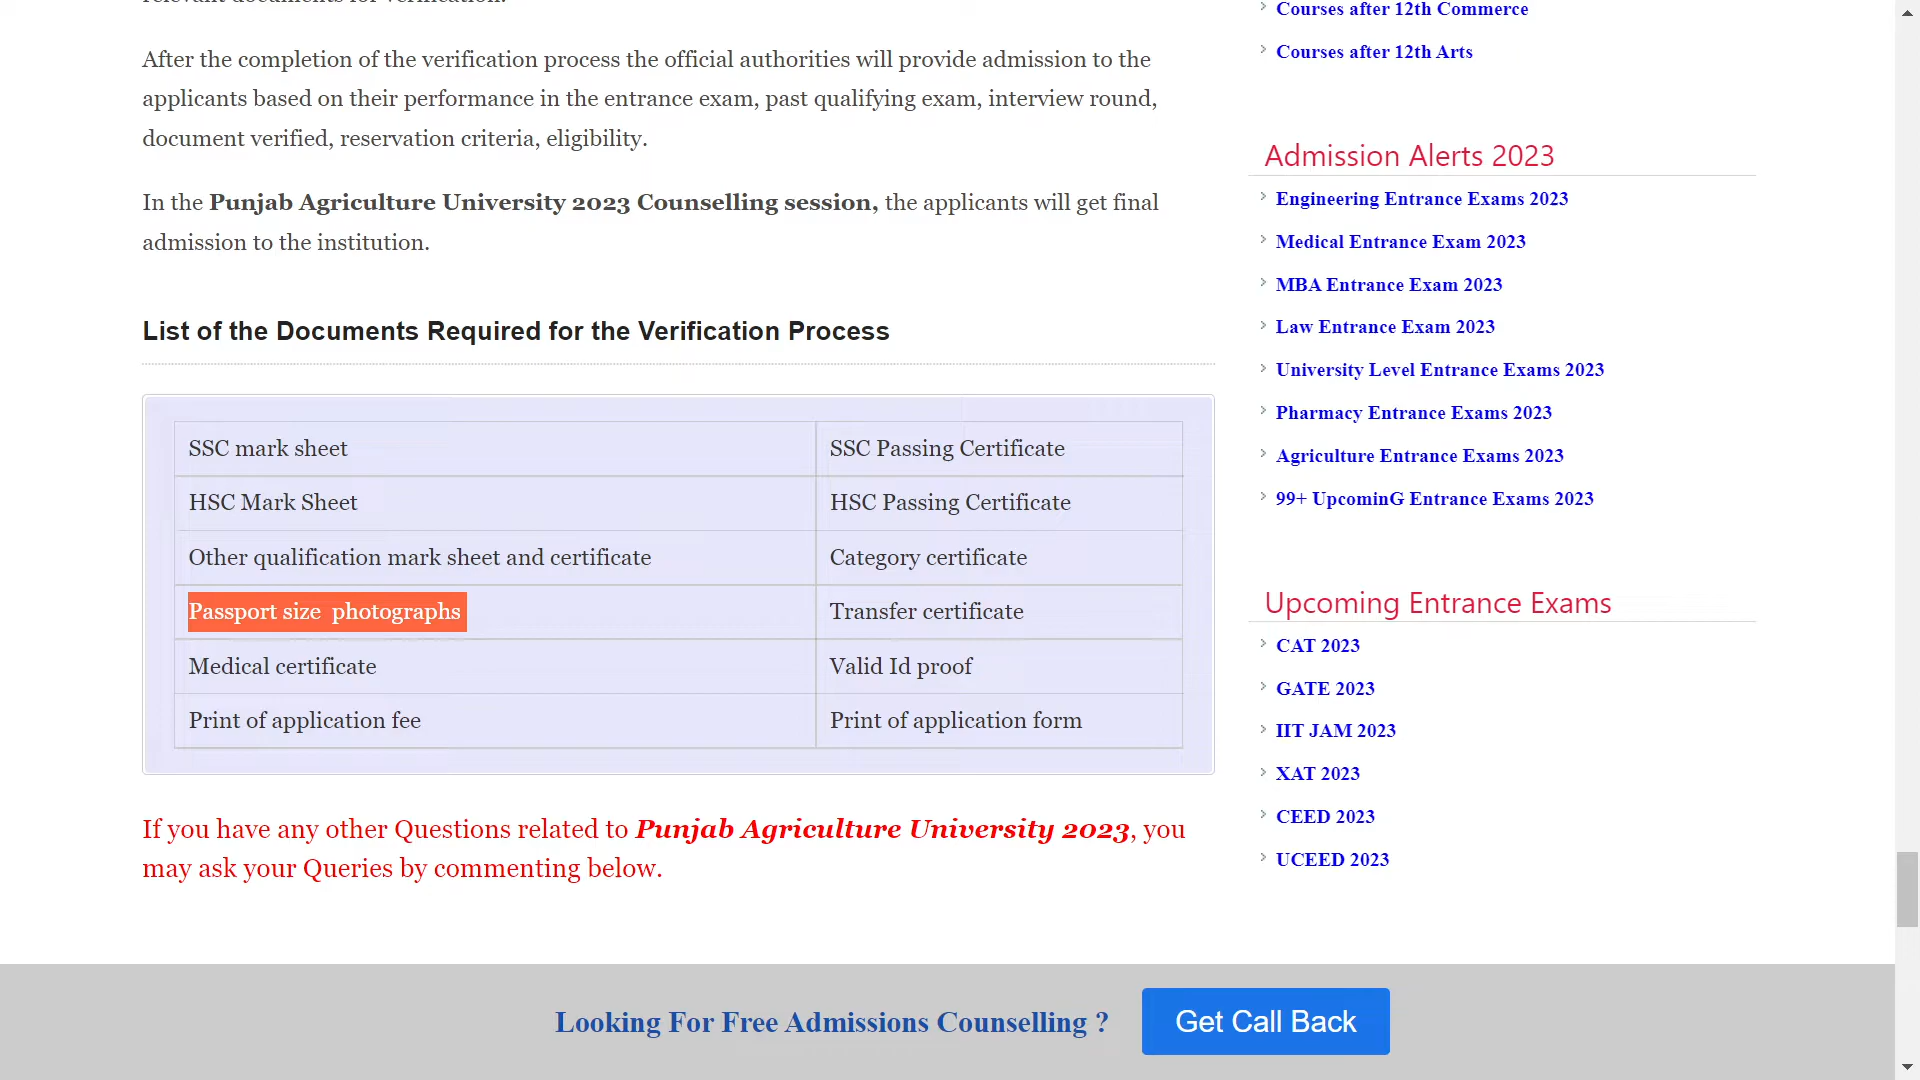 After the completion of the verification process the official authorities will provide admission to the
applicants based on their performance in the entrance exam, past qualifying exam, interview round,
document verified, reservation criteria, eligibility.
In the Punjab Agriculture University 2023 Counselling session, the applicants will get final
admission to the institution.
List of the Documents Required for the Verification Process
SSC mark sheet
SSC Passing Certificate
HSC Mark Sheet
HSC Passing Certificate
Other qualification mark sheet and certificate
Category certificate
Passport size  photographs
Transfer certificate
Medical certificate
Valid Id proof
Print of application fee
Print of application form
If you have any other Questions related to Punjab Agriculture University 2023, you
may ask your Queries by commenting below.
Courses after 12th Commerce
Courses after 12th Arts
Admission Alerts 2023
Engineering Entrance Exams 2023
Medical Entrance Exam 2023
MBA Entrance Exam 2023
Law Entrance Exam 2023
University Level Entrance Exams 2023
Pharmacy Entrance Exams 2023
Agriculture Entrance Exams 2023
99+ UpcominG Entrance Exams 2023
Upcoming Entrance Exams
CAT 2023
GATE 2023
IIT JAM 2023
XAT 2023
CEED 2023
UCEED 2023
Looking For Free Admissions Counselling ?
Get Call Back